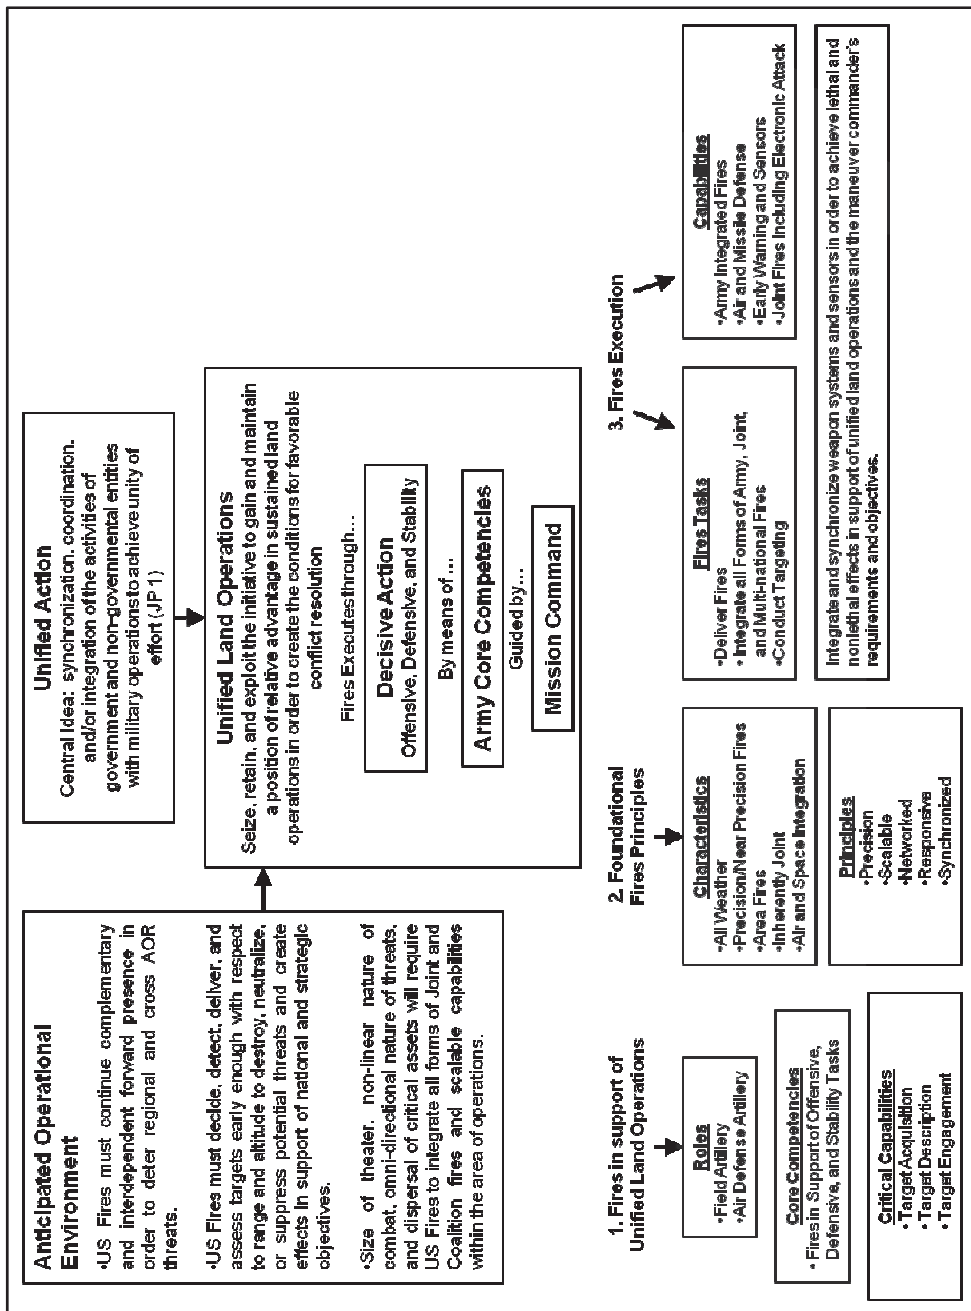 Anticipated Operational
Environment
•US Fires must continue complementary
and interdependent forward presence in
order to deter regional and cross AOR
threats.
•US Fires must decide, detect, deliver, and
assess targets early enough with respect
to range and altitude to destroy, neutralize,
or suppress potential threats and create
effects in support of national and strategic
objectives.
•Size of theater, non-linear nature of
combat, omni-directional nature of threats,
and dispersal of critical assets will require
US Fires to integrate all forms of Joint and
Coalition fires and scalable capabilities
within the area of operations.
Unified Action
Central Idea: synchronization, coordination,
and/or integration of the activities of
government and non-governmental entities
with military operations to achieve unity of
effort (JP1)
Unified Land Operations
Seize, retain, and exploit the initiative to gain and maintain
a position of relative advantage in sustained land
operations in order to create the conditions for favorable
conflict resolution
Fires Executes through…
Decisive Action
Offensive, Defensive, and Stability
By means of …
Army Core Competencies
Guided by…
Mission Command
1. Fires in support of
Unified Land Operations
Roles
•Field Artillery
•Air Defense Artillery
Core Competencies
• Fires in Support of Offensive,
Defensive, and Stability Tasks
Critical Capabilities
•Target Acquisition
•Target Description
•Target Engagement
2. Foundational
Fires Principles
Characteristics
•All Weather
•Precision/Near Precision Fires
•Area Fires
•Inherently Joint
•Air and Space Integration
Principles
•Precision
•Scalable
•Networked
•Responsive
•Synchronized
3. Fires Execution
Fires Tasks
•Deliver Fires
• Integrate all Forms of Army, Joint,
and Multi-national Fires
•Conduct Targeting
Capabilities
•Army Integrated Fires
•Air and Missile Defense
•Early Warning and Sensors
•Joint Fires Including Electronic Attack
Integrate and synchronize weapon systems and sensors in order to achieve lethal and
nonlethal effects in support of unified land operations and the maneuver commander's
requirements and objectives.